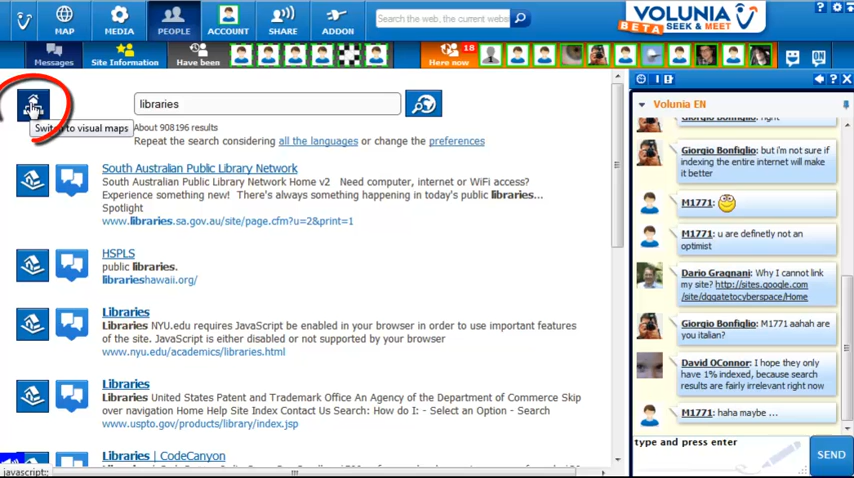 MAP
MEDIA
PEOPLE
ACCOUNT
SHARE
ADDON
Search the web, the current websi
VOLUNIA
BETA SEEK & MEET
Messages
Site Information
Have been
Here now 18
ON
libraries
Switch to visual maps
About 908196 results
Repeat the search considering all the languages or change the preferences
South Australian Public Library Network
South Australian Public Library Network Home v2 Need computer, internet or WiFi access?
Experience something new! There's always something happening in today's public libraries...
Spotlight
www.libraries.sa.gov.au/site/page.cfm?u=2&print=1
HSPLS
public libraries.
librarieshawaii.org/
Libraries
Libraries NYU.edu requires JavaScript be enabled in your browser in order to use important features
of the site. JavaScript is either disabled or not supported by your browser
www.nyu.edu/academics/libraries.html
Libraries
Libraries United States Patent and Trademark Office An Agency of the Department of Commerce Skip
over navigation Home Help Site Index Contact Us Search: How do I: - Select an Option - Search
www.uspto.gov/products/library/index.jsp
Libraries | CodeCanyon
javascript:;
Volunia EN
Giorgio Bonfiglio: right
Giorgio Bonfiglio: but i'm not sure if
indexing the entire internet will make
it better
M1771:
M1771: u are definetly not an
optimist
Dario Gragnani: Why I cannot link
my site? http://sites.google.com
/site/dggatetocyberspace/Home
Giorgio Bonfiglio: M1771 aahah are
you italian?
David OConnor: I hope they only
have 1% indexed, because search
results are fairly irrelevant right now
M1771: haha maybe ...
type and press enter
SEND